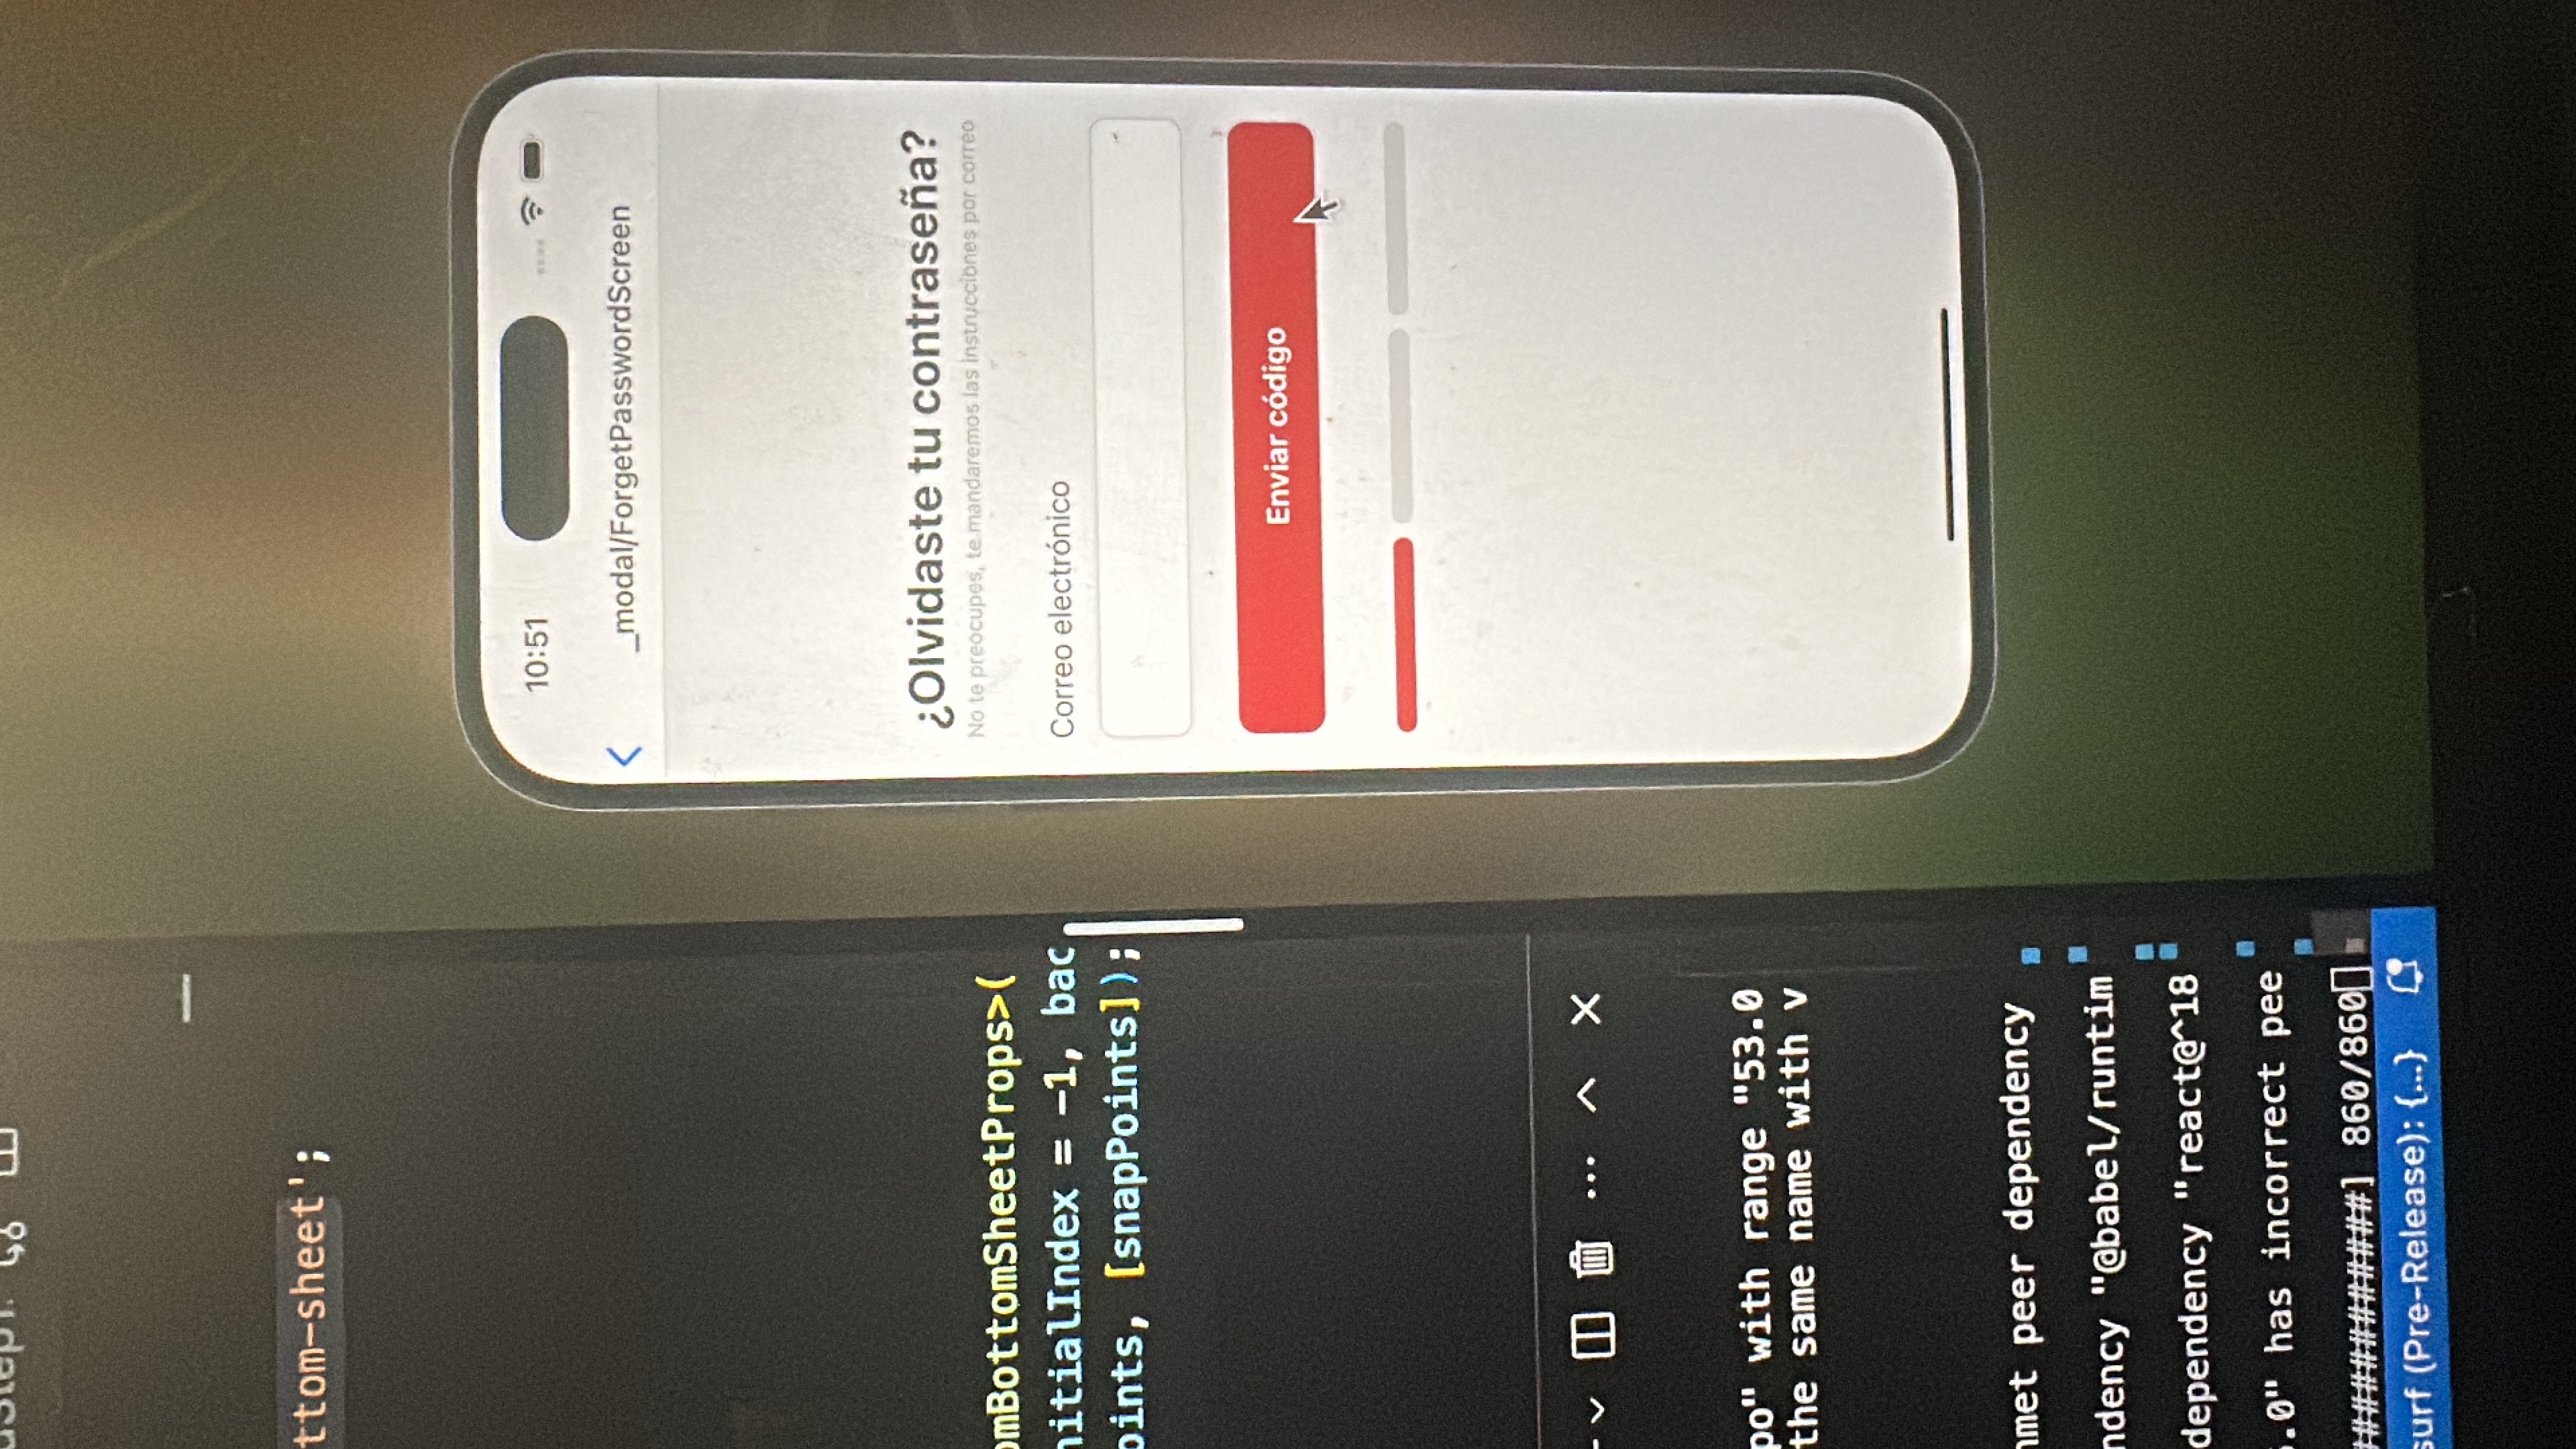 ttom-sheet';
omBottomSheetProps>(
nitialIndex = -1, bac
oints, [snapPoints]);
po" with range "53.0
the same name with v
nmet peer dependency
ndency "@babel/runtim
dependency "react@^18
.0" has incorrect pee
############] 860/860
surf (Pre-Release): {...}
10:51
_modal/ForgetPasswordScreen
¿Olvidaste tu contraseña?
No te preocupes, te mandaremos las instrucciones por correo
Correo electrónico
Enviar código